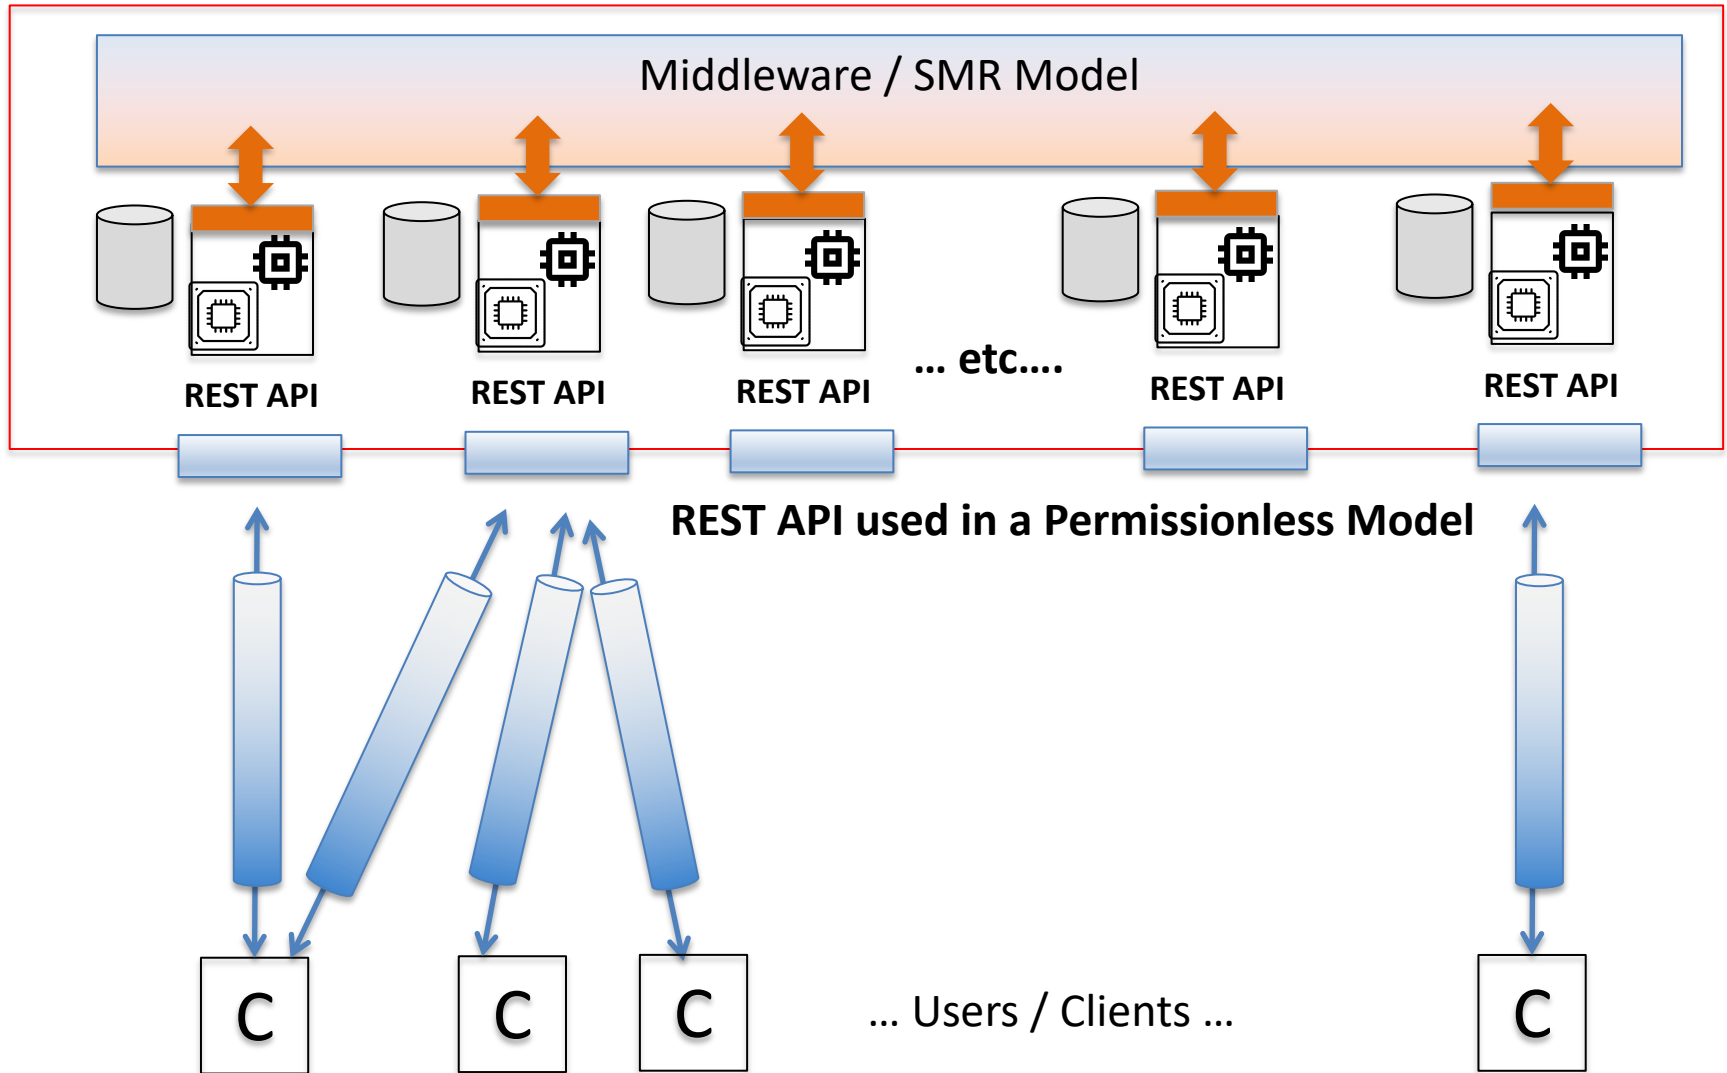 Middleware / SMR Model
... etc....
REST API
REST API
REST API
REST API
REST API
REST API used in a Permissionless Model
C
C
C
... Users / Clients ...
C